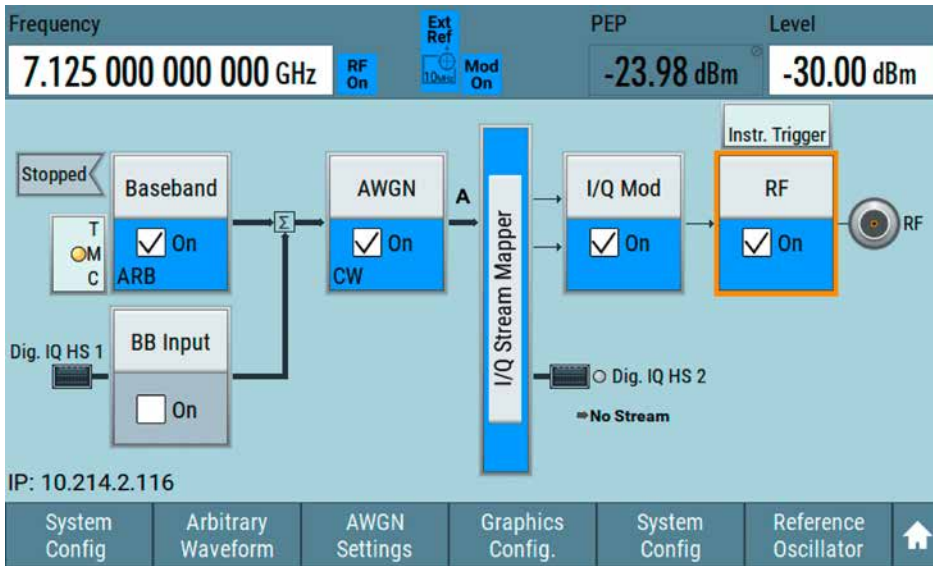 Frequency
Ext
Ref
PEP
Level
7.125 000 000 000 GHz
RF
On
Mod
On
-23.98 dBm
-30.00 dBm
Instr. Trigger
Stopped
Baseband
On
ARB
T
M
C
Σ
AWGN
On
CW
A
I/Q Stream Mapper
I/Q Mod
On
RF
On
RF
Dig. IQ HS 1
BB Input
On
Dig. IQ HS 2
No Stream
IP: 10.214.2.116
System
Config
Arbitrary
Waveform
AWGN
Settings
Graphics
Config.
System
Config
Reference
Oscillator